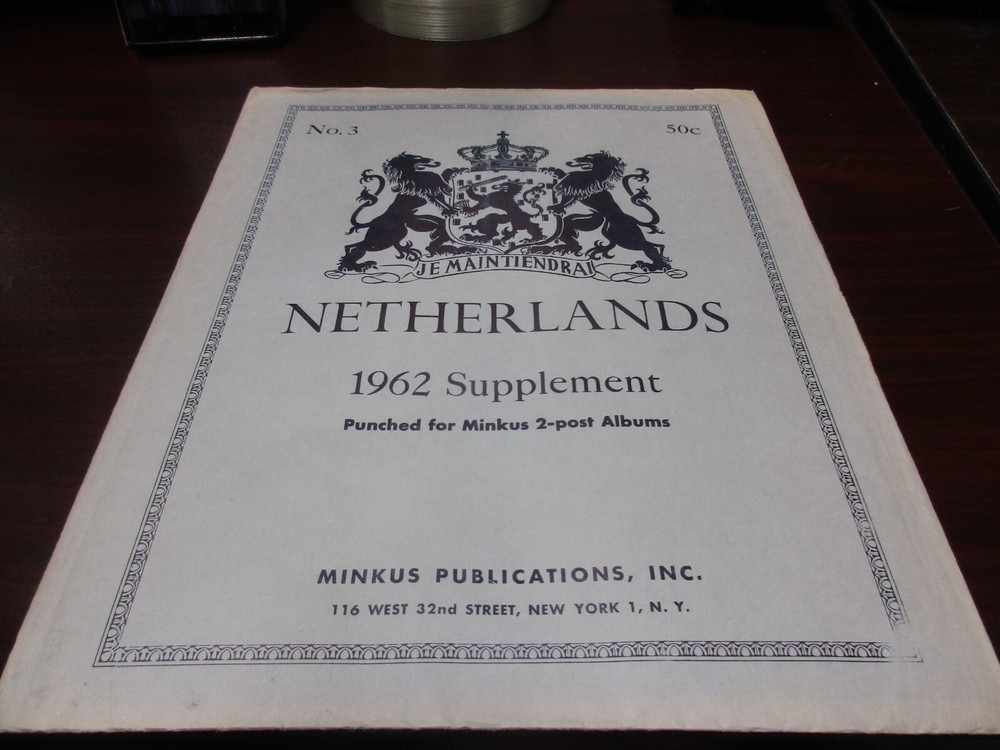 No. 3
50c
JE MAINTIENDRAI
NETHERLANDS
1962 Supplement
Punched for Minkus 2-post Albums
MINKUS PUBLICATIONS, INC.
116 WEST 32nd STREET, NEW YORK 1, N. Y.